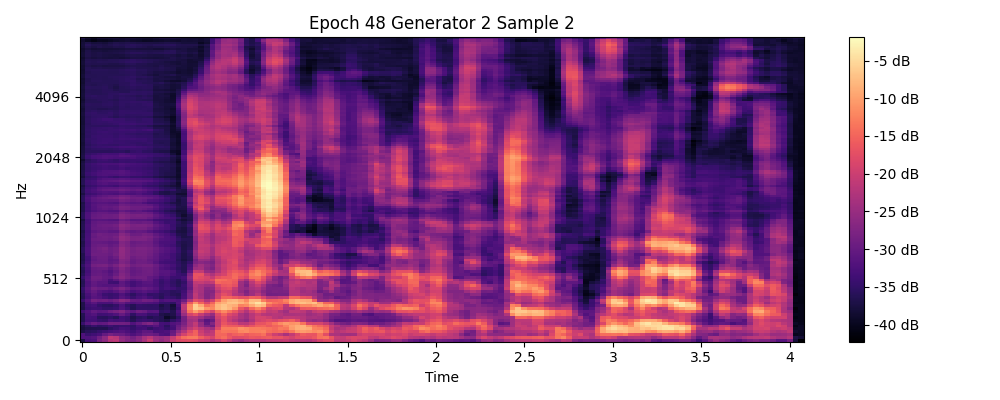 Epoch 48 Generator 2 Sample 2
Hz
4096
2048
1024
512
0
0 0.5 1 1.5 2 2.5 3 3.5 4
Time
-5 dB
-10 dB
-15 dB
-20 dB
-25 dB
-30 dB
-35 dB
-40 dB